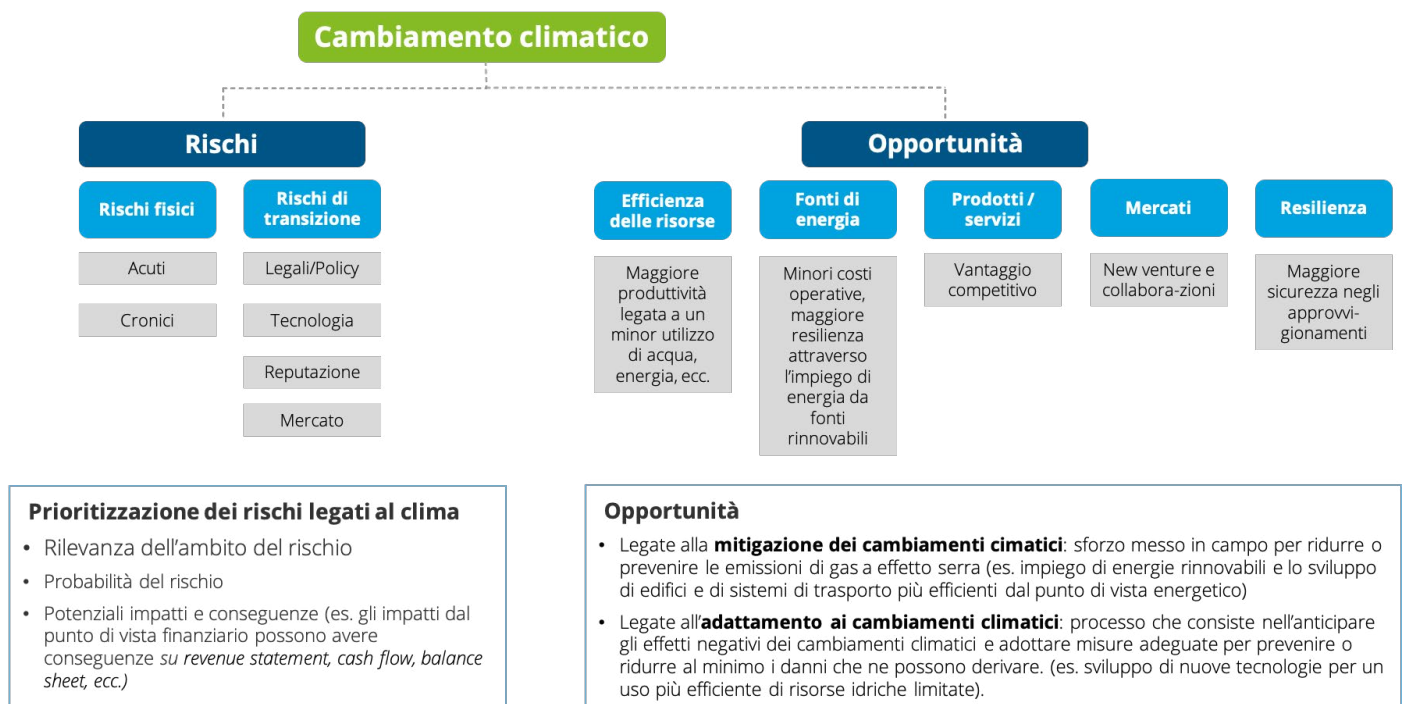 Cambiamento climatico
Rischi
Opportunità
Rischi fisici
Rischi di
transizione
Efficienza
delle risorse
Fonti di
energia
Prodotti /
servizi
Mercati
Resilienza
Acuti
Cronici
Legali/Policy
Tecnologia
Reputazione
Mercato
Maggiore
produttività
legata a un
minor utilizzo
di acqua,
energia, ecc.
Minori costi
operative,
maggiore
resilienza
attraverso
l’impiego di
energia da
fonti
rinnovabili
Vantaggio
competitivo
New venture e
collabora-zioni
Maggiore
sicurezza negli
approvvi-
gionamenti
Prioritizzazione dei rischi legati al clima
• Rilevanza dell’ambito del rischio
• Probabilità del rischio
• Potenziali impatti e conseguenze (es. gli impatti dal
punto di vista finanziario possono avere
conseguenze su revenue statement, cash flow, balance
sheet, ecc.)
Opportunità
• Legate alla mitigazione dei cambiamenti cimatici: sforzo messo in campo per ridurre o
prevenire le emissioni di gas a effetto serra (es. impiego di energie rinnovabili e lo sviluppo
di edifici e di sistemi di trasporto più efficienti dal punto di vista energetico)
• Legate all’adattamento ai cambiamenti climatici: processo che consiste nell’anticipare
gli effetti negativi dei cambiamenti climatici e adottare misure adeguate per prevenire o
ridurre al minimo i danni che ne possono derivare. (es. sviluppo di nuove tecnologie per un
uso più efficiente di risorse idriche limitate).